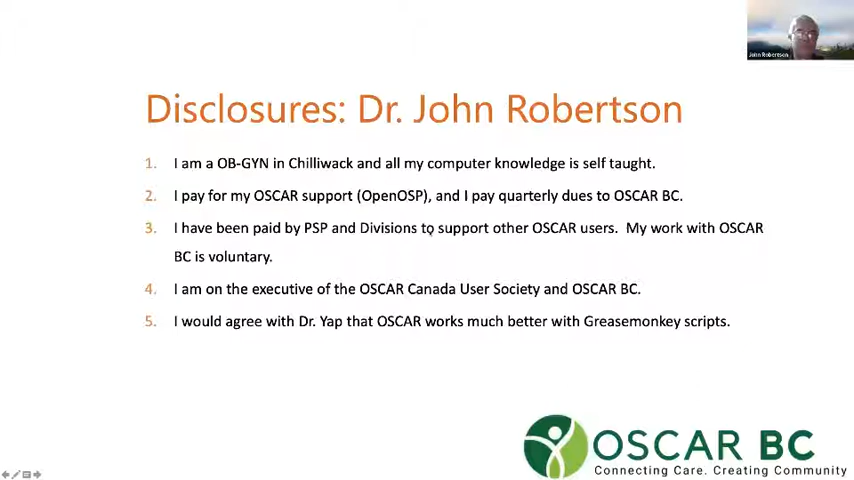 John Robertson
Disclosures: Dr. John Robertson
1. I am a OB-GYN in Chilliwack and all my computer knowledge is self taught.
2. I pay for my OSCAR support (OpenOSP), and I pay quarterly dues to OSCAR BC.
3. I have been paid by PSP and Divisions to support other OSCAR users. My work with OSCAR
BC is voluntary.
4. I am on the executive of the OSCAR Canada User Society and OSCAR BC.
5. I would agree with Dr. Yap that OSCAR works much better with Greasemonkey scripts.
OSCAR BC
Connecting Care. Creating Community